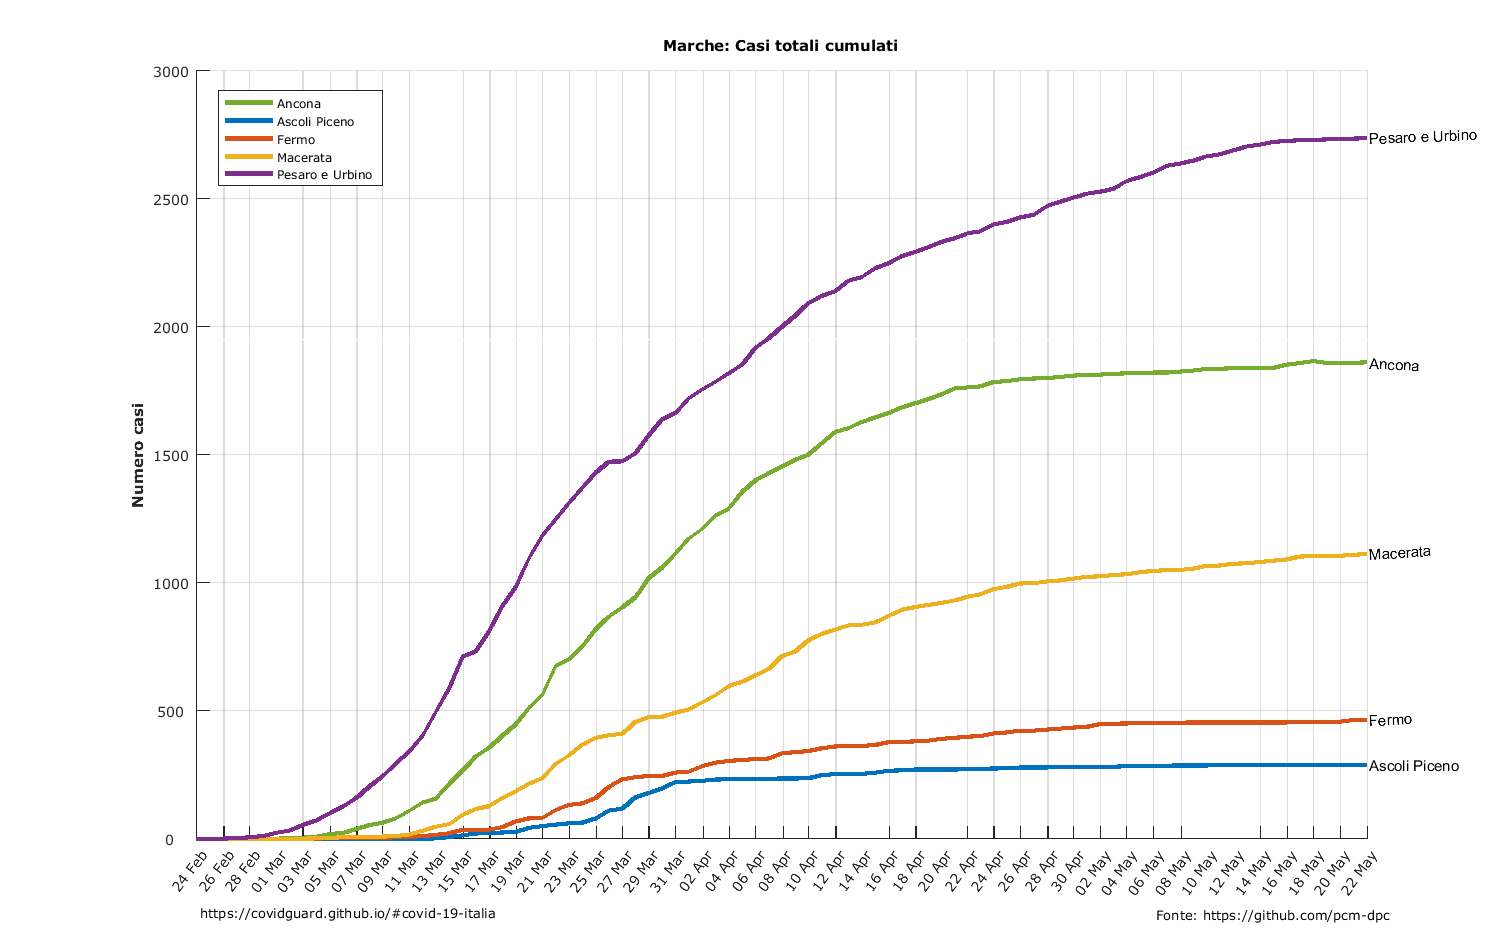 Marche: Casi totali cumulati
3000
2500
2000
1500
1000
500
0
Numero casi
Ancona
Ascoli Piceno
Fermo
Macerata
Pesaro e Urbino
Pesaro e Urbino
Ancona
Macerata
Fermo
Ascoli Piceno
24 Feb
26 Feb
28 Feb
01 Mar
03 Mar
05 Mar
07 Mar
09 Mar
11 Mar
13 Mar
15 Mar
17 Mar
19 Mar
21 Mar
23 Mar
25 Mar
27 Mar
29 Mar
31 Mar
02 Apr
04 Apr
06 Apr
08 Apr
10 Apr
12 Apr
14 Apr
16 Apr
18 Apr
20 Apr
22 Apr
24 Apr
26 Apr
28 Apr
30 Apr
02 May
04 May
06 May
08 May
10 May
12 May
14 May
16 May
18 May
20 May
22 May
https://covidguard.github.io/#covid-19-italia
Fonte: https://github.com/pcm-dpc